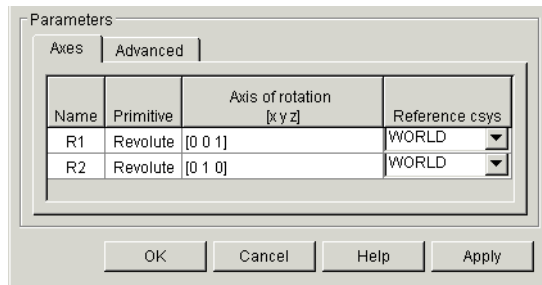 Parameters
Axes Advanced
Axis of rotation
Name Primitive [x y z] Reference csys
R1 Revolute [0 0 1] WORLD
R2 Revolute [0 1 0] WORLD
OK Cancel Help Apply